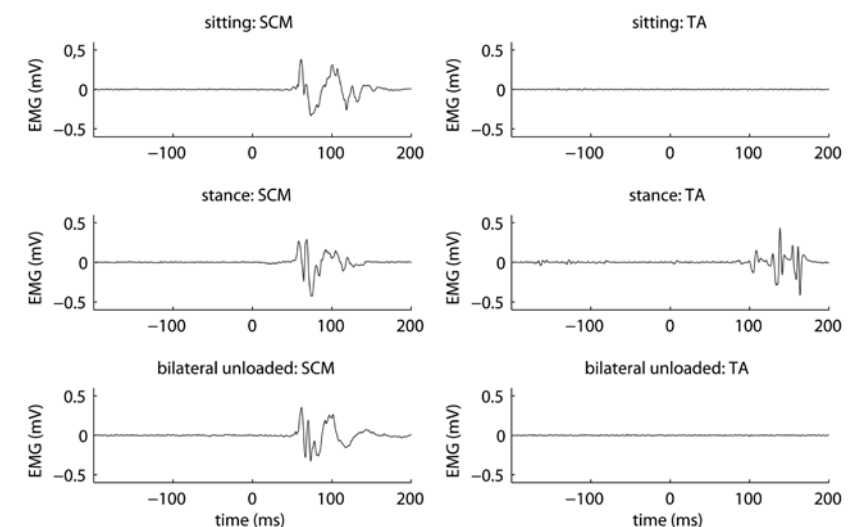 sitting: SCM
EMG (mV)
0,5
0
−0.5
−100 0 100 200
sitting: TA
EMG (mV)
0.5
0
−0.5
−100 0 100 200
stance: SCM
EMG (mV)
0.5
0
−0.5
−100 0 100 200
stance: TA
EMG (mV)
0.5
0
−0.5
−100 0 100 200
bilateral unloaded: SCM
EMG (mV)
0.5
0
−0.5
−100 0 100 200
time (ms)
bilateral unloaded: TA
EMG (mV)
0.5
0
−0.5
−100 0 100 200
time (ms)